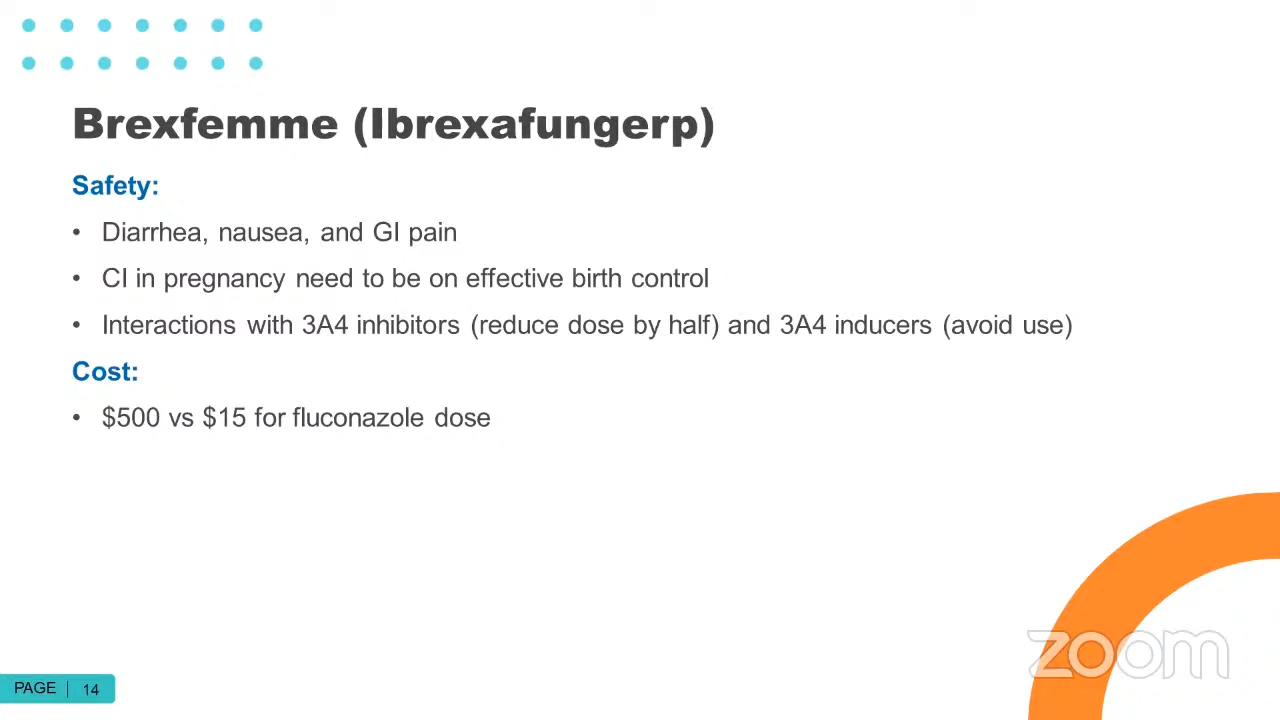 Brexfemme (Ibrexafungerp)
Safety:
• Diarrhea, nausea, and GI pain
• CI in pregnancy need to be on effective birth control
• Interactions with 3A4 inhibitors (reduce dose by half) and 3A4 inducers (avoid use)
Cost:
• $500 vs $15 for fluconazole dose
zoom
PAGE | 14